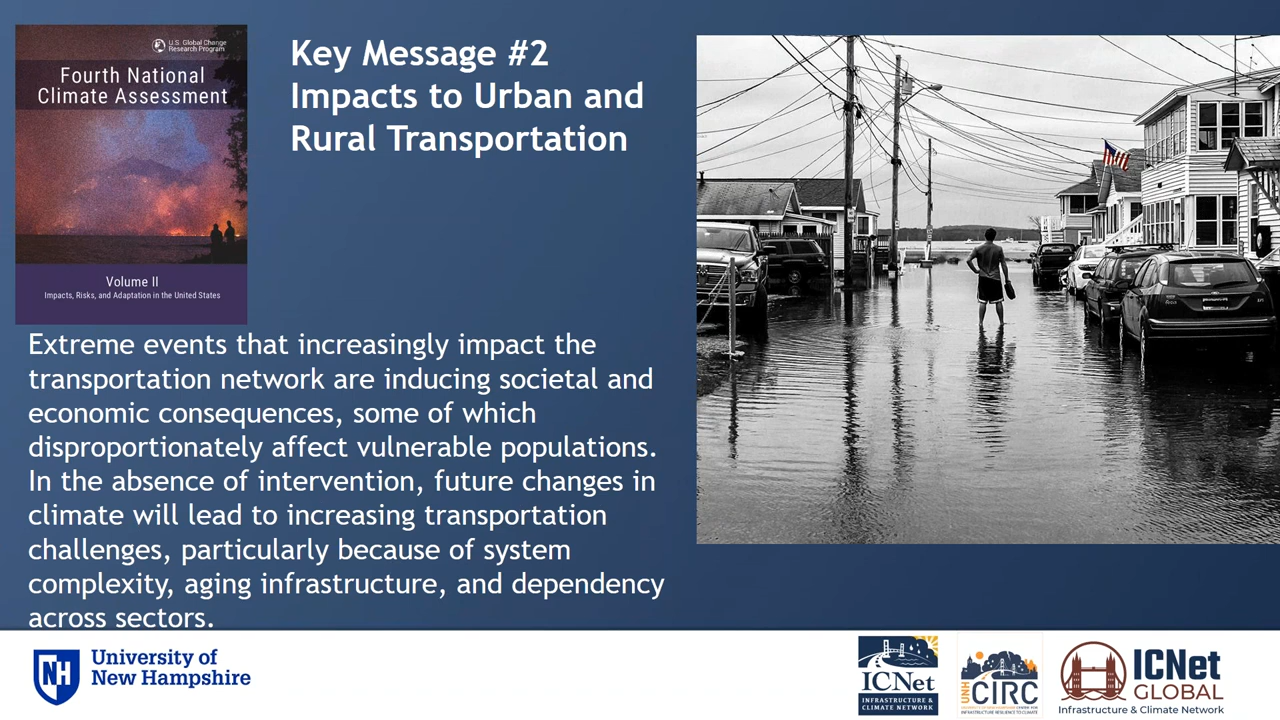 U.S. Global Change
Research Program
Fourth National
Climate Assessment
Volume II
Impacts, Risks, and Adaptation in the United States
Key Message #2
Impacts to Urban and
Rural Transportation
Extreme events that increasingly impact the
transportation network are inducing societal and
economic consequences, some of which
disproportionately affect vulnerable populations.
In the absence of intervention, future changes in
climate will lead to increasing transportation
challenges, particularly because of system
complexity, aging infrastructure, and dependency
across sectors.
NH
University of
New Hampshire
ICNet
INFRASTRUCTURE &
CLIMATE NETWORK
UNH
CIRC
ICNet
GLOBAL
Infrastructure & Climate Network